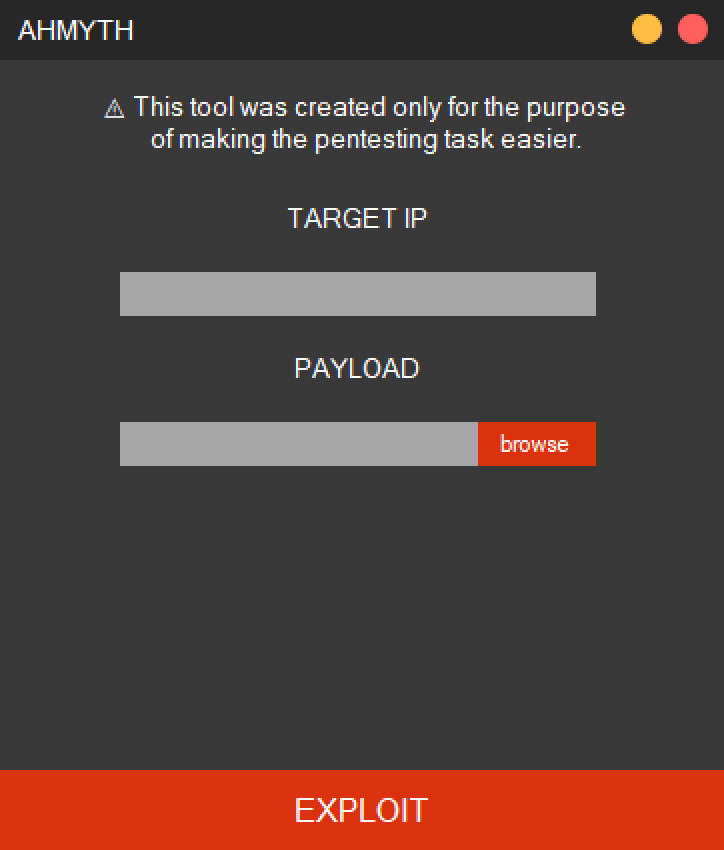 AHMYTH
⚠ This tool was created only for the purpose
of making the pentesting task easier.
TARGET IP
PAYLOAD
browse
EXPLOIT